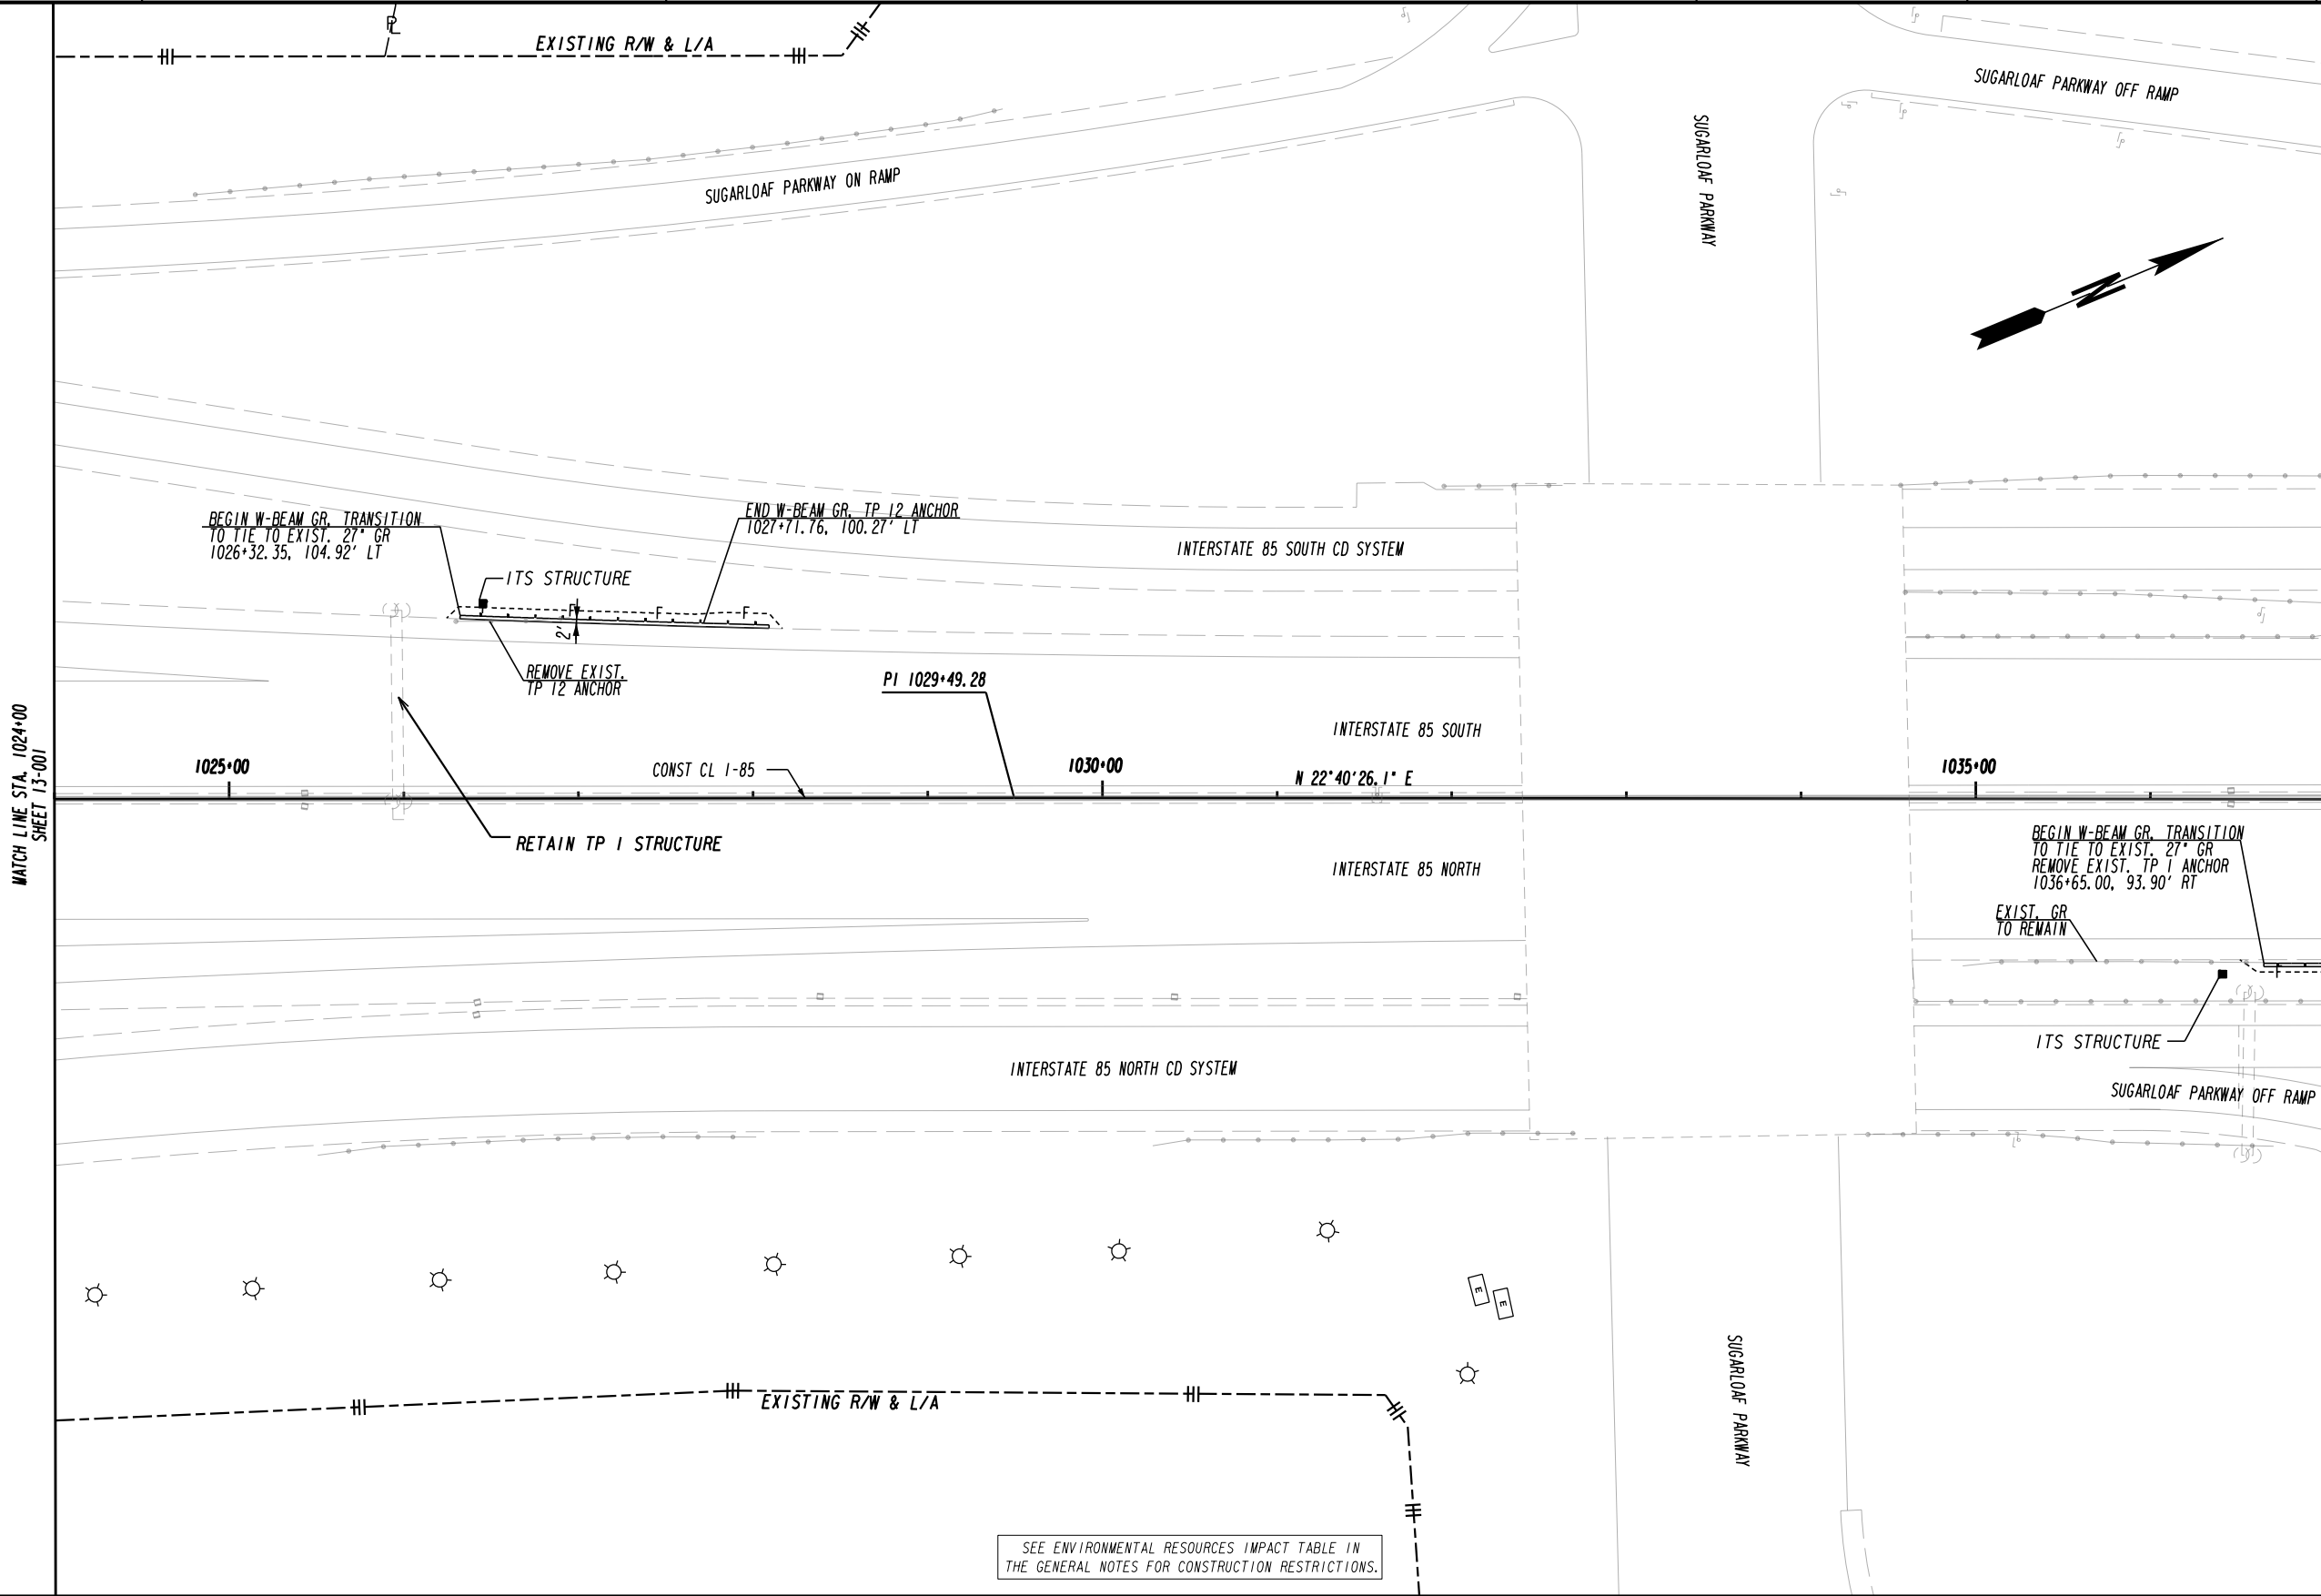 PL
EXISTING R/W & L/A
SUGARLOAF PARKWAY OFF RAMP
SUGARLOAF PARKWAY
SUGARLOAF PARKWAY ON RAMP
N
BEGIN W-BEAM GR, TRANSITION
TO TIE TO EXIST. 27" GR
1026+32.35, 104.92' LT
END W-BEAM GR, TP 12 ANCHOR
1027+71.76, 100.27' LT
INTERSTATE 85 SOUTH CD SYSTEM
ITS STRUCTURE
F
F
F
2'
REMOVE EXIST.
TP 12 ANCHOR
PI 1029+49.28
INTERSTATE 85 SOUTH
MATCH LINE STA. 1024+00
SHEET 13-001
1025+00
CONST CL I-85
1030+00
N 22°40'26.1" E
1035+00
RETAIN TP 1 STRUCTURE
INTERSTATE 85 NORTH
BEGIN W-BEAM GR, TRANSITION
TO TIE TO EXIST. 27" GR
REMOVE EXIST. TP 1 ANCHOR
1036+65.00, 93.90' RT
EXIST. GR
TO REMAIN
F
ITS STRUCTURE
INTERSTATE 85 NORTH CD SYSTEM
SUGARLOAF PARKWAY OFF RAMP
E
E
SUGARLOAF PARKWAY
EXISTING R/W & L/A
SEE ENVIRONMENTAL RESOURCES IMPACT TABLE IN
THE GENERAL NOTES FOR CONSTRUCTION RESTRICTIONS.